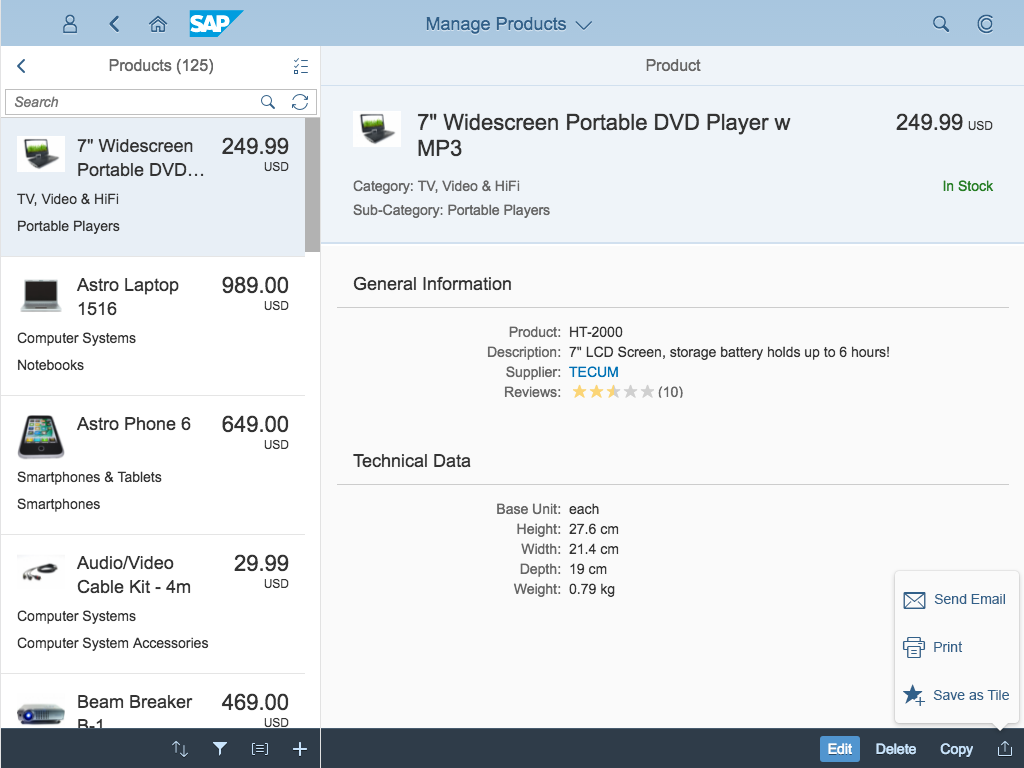 SAP
Manage Products
Products (125)
Search
7" Widescreen
Portable DVD...
249.99
USD
TV, Video & HiFi
Portable Players
Astro Laptop
1516
989.00
USD
Computer Systems
Notebooks
Astro Phone 6
649.00
USD
Smartphones & Tablets
Smartphones
Audio/Video
Cable Kit - 4m
29.99
USD
Computer Systems
Computer System Accessories
Beam Breaker
B-1
469.00
USD
Product
7" Widescreen Portable DVD Player w
MP3
249.99 USD
Category: TV, Video & HiFi
In Stock
Sub-Category: Portable Players
General Information
Product: HT-2000
Description: 7" LCD Screen, storage battery holds up to 6 hours!
Supplier: TECUM
Reviews: (10)
Technical Data
Base Unit: each
Height: 27.6 cm
Width: 21.4 cm
Depth: 19 cm
Weight: 0.79 kg
Send Email
Print
Save as Tile
Edit Delete Copy